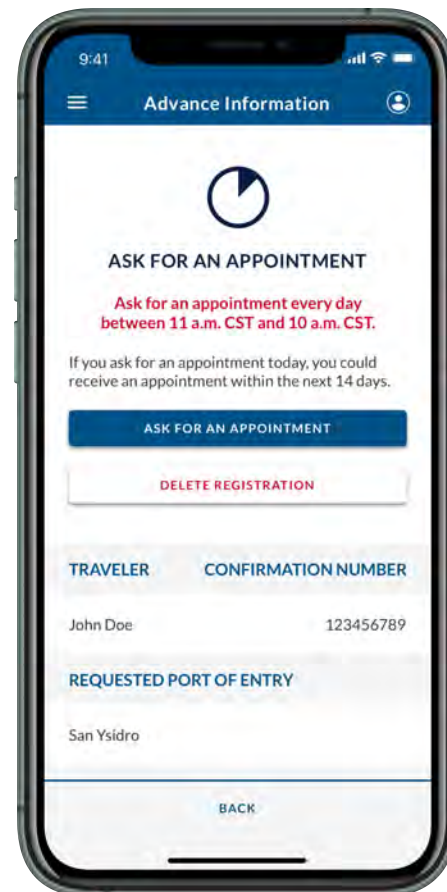 9:41
Advance Information
ASK FOR AN APPOINTMENT
Ask for an appointment every day
between 11 a.m. CST and 10 a.m. CST.
If you ask for an appointment today, you could
receive an appointment within the next 14 days.
ASK FOR AN APPOINTMENT
DELETE REGISTRATION
TRAVELER CONFIRMATION NUMBER
John Doe 123456789
REQUESTED PORT OF ENTRY
San Ysidro
BACK